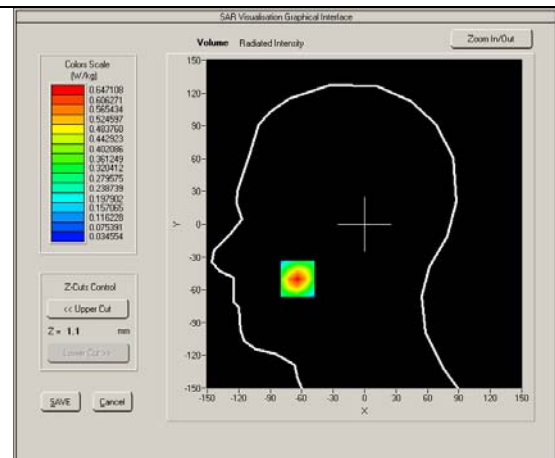 SAR Visualisation Graphical Interface
Volume Radiated Intensity
Zoom In/Out
Colors Scale
(W/kg)
0.647108
0.606271
0.565434
0.524597
0.483760
0.442923
0.402086
0.361249
0.320412
0.279575
0.238739
0.197902
0.157065
0.116228
0.075391
0.034554
Z-Cuts Control
<< Upper Cut
Z = 1.1 mm
Lower Cut >>
SAVE Cancel
150
120
90
60
30
Y 0
-30
-60
-90
-120
-150
-150 -120 -90 -60 -30 0 30 60 90 120 150
X